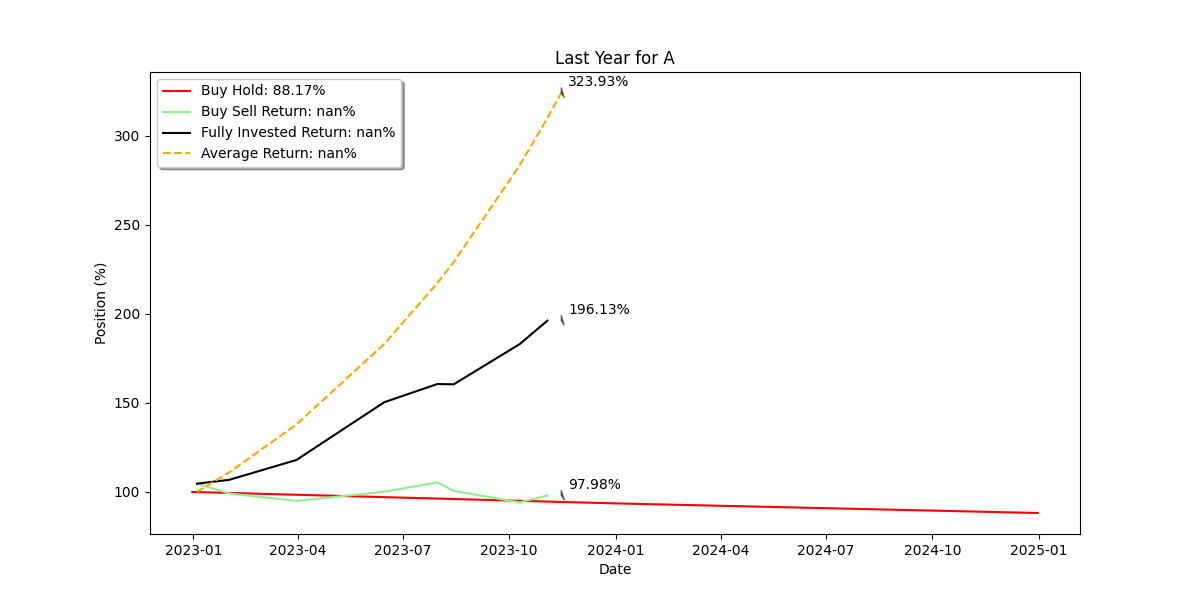 Last Year for A
323.93%
Buy Hold: 88.17%
Buy Sell Return: nan%
Fully Invested Return: nan%
Average Return: nan%
300
250
200
150
100
196.13%
97.98%
Position (%)
2023-01 2023-04 2023-07 2023-10 2024-01 2024-04 2024-07 2024-10 2025-01
Date